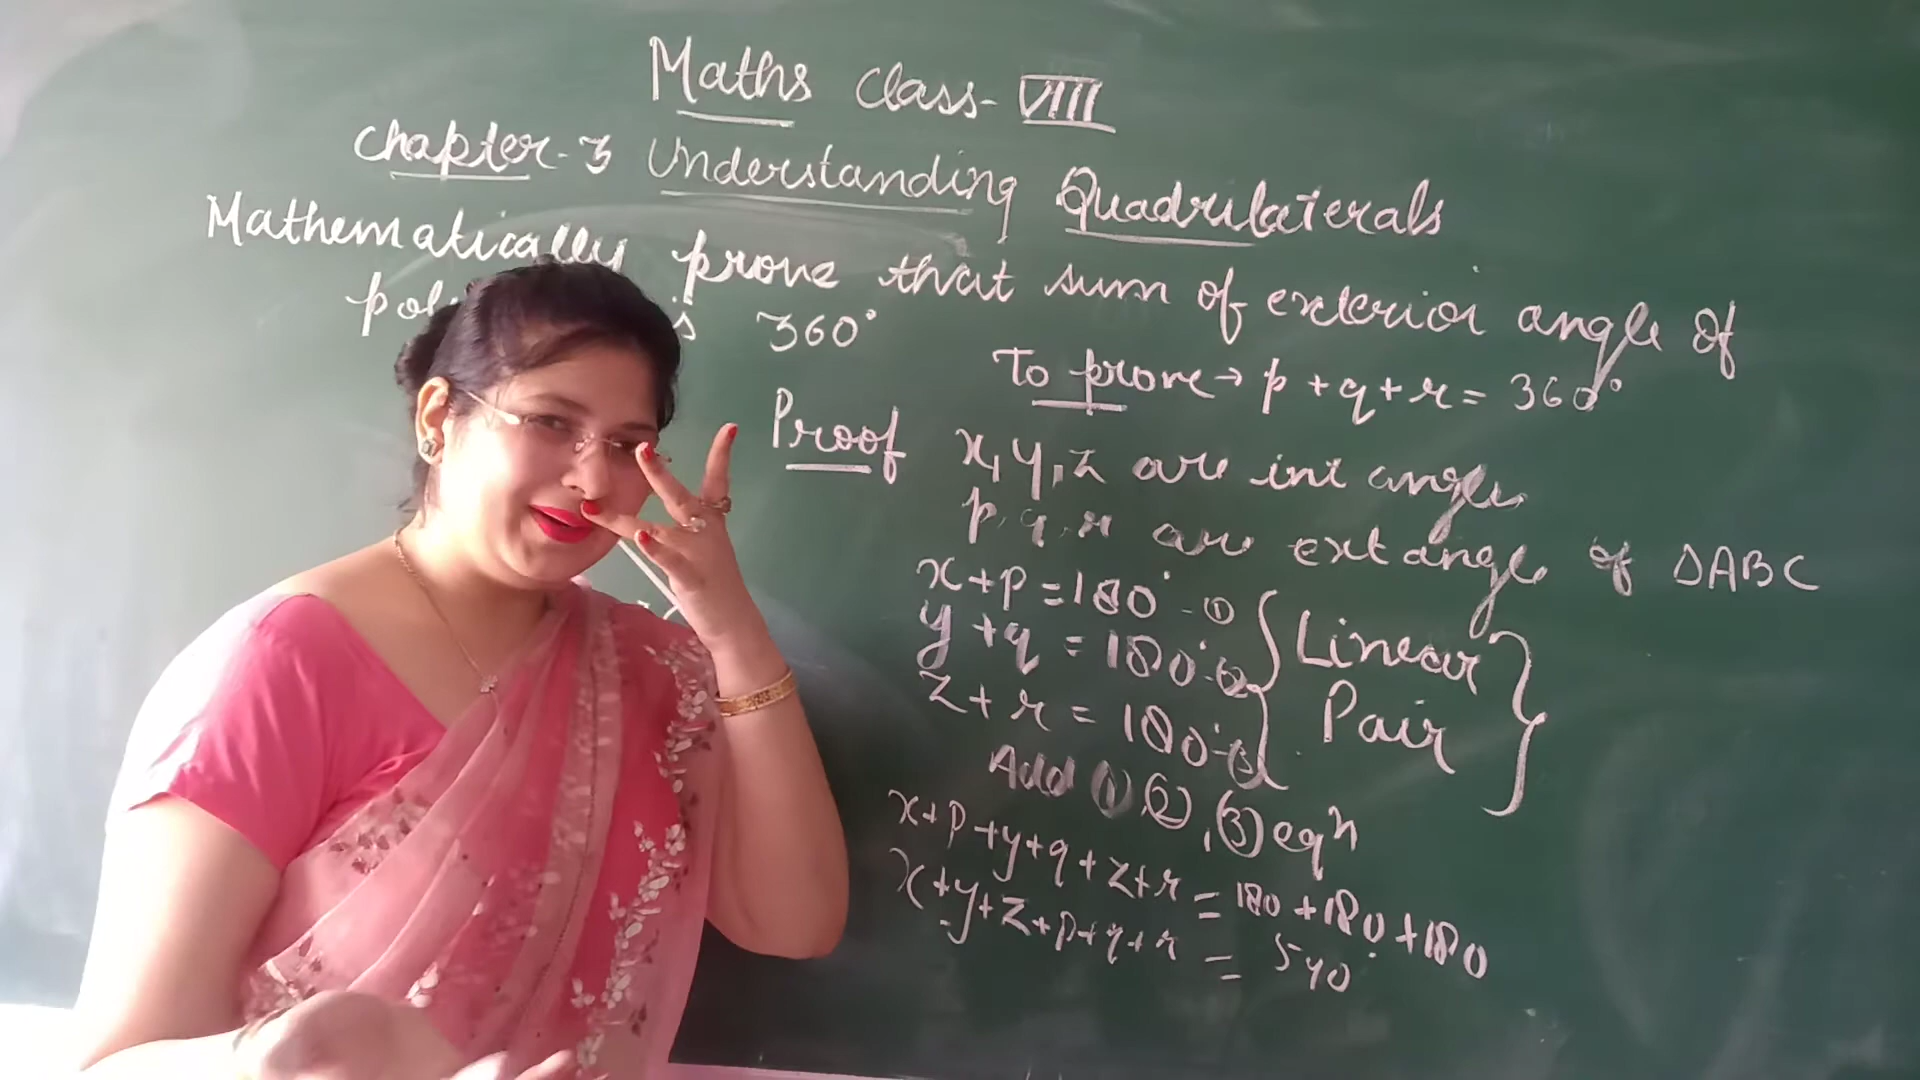 Maths Class- VIII
Chapter-3 Understanding Quadrilaterals
Mathematically prove that sum of exterior angle of
360°
To prove→ p+q+r= 360°
Proof x, y, z are int angles
p, q, r are ext angle of ΔABC
x+p=180° -①
y+q=180°-②
z+r=180°-③
Linear
Pair
Add ①,②,③ eqn
x+p+y+q+z+r=180+180+180
x+y+z+p+q+r=540°